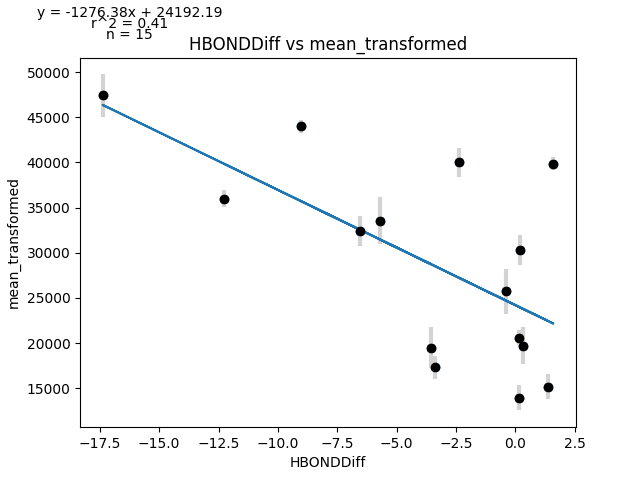 y = -1276.38x + 24192.19
r^2 = 0.41
n = 15
HBONDDiff vs mean_transformed
50000
45000
40000
35000
30000
25000
20000
15000
mean_transformed
−17.5 −15.0 −12.5 −10.0 −7.5 −5.0 −2.5 0.0 2.5
HBONDDiff